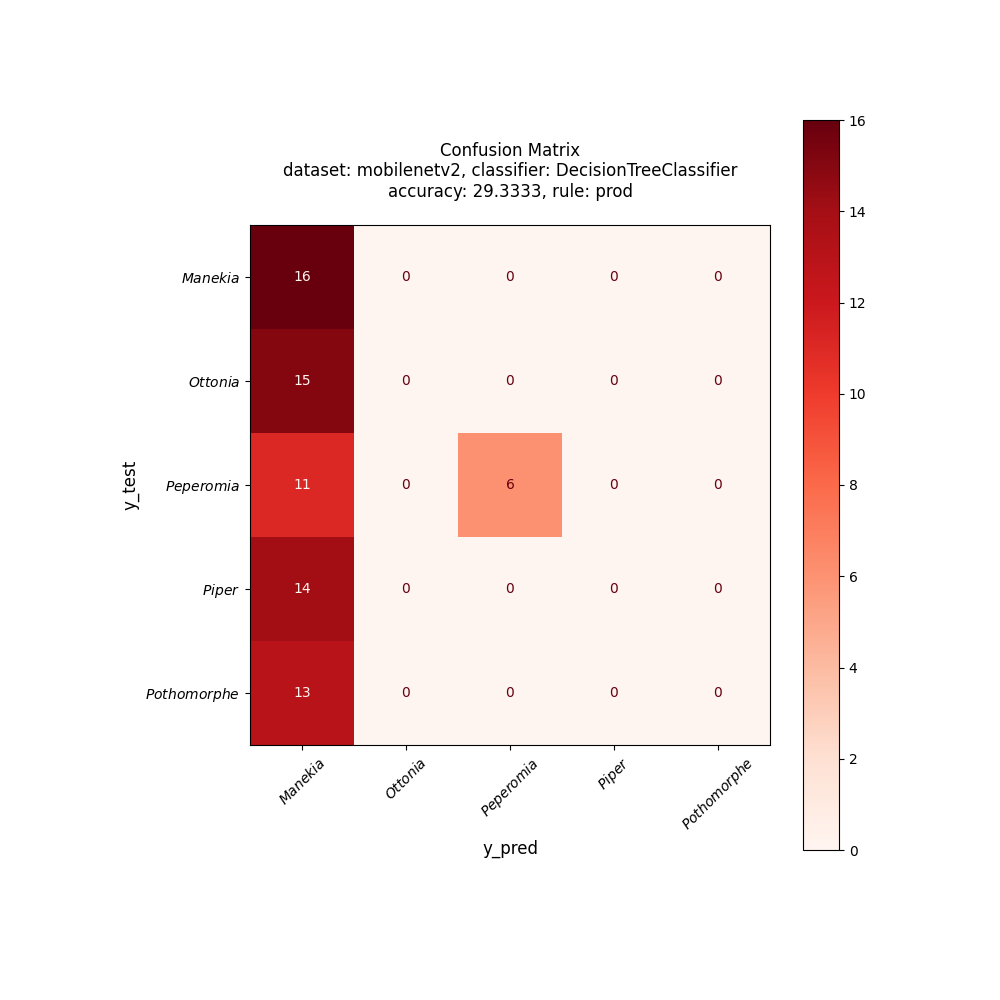 Confusion Matrix
dataset: mobilenetv2, classifier: DecisionTreeClassifier
accuracy: 29.3333, rule: prod
y_test
Manekia 16 0 0 0 0
Ottonia 15 0 0 0 0
Peperomia 11 0 6 0 0
Piper 14 0 0 0 0
Pothomorphe 13 0 0 0 0
Manekia Ottonia Peperomia Piper Pothomorphe
y_pred
16
14
12
10
8
6
4
2
0